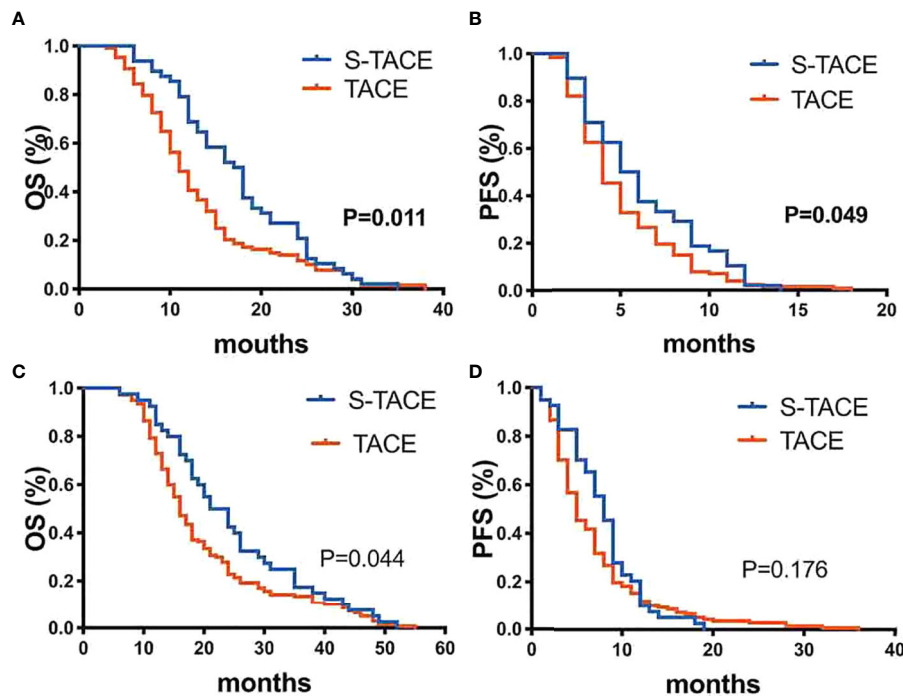 A
OS (%)
1.0
0.8
0.6
0.4
0.2
0.0
S-TACE
TACE
P=0.011
0 10 20 30 40
mouths
B
PFS (%)
1.0
0.8
0.6
0.4
0.2
0.0
S-TACE
TACE
P=0.049
0 5 10 15 20
months
C
OS (%)
1.0
0.8
0.6
0.4
0.2
0.0
S-TACE
TACE
P=0.044
0 10 20 30 40 50 60
months
D
PFS (%)
1.0
0.8
0.6
0.4
0.2
0.0
S-TACE
TACE
P=0.176
0 10 20 30 40
months